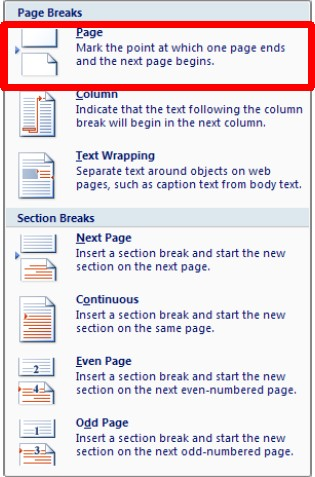 Page Breaks
Page
Mark the point at which one page ends
and the next page begins.
Column
Indicate that the text following the column
break will begin in the next column.
Text Wrapping
Separate text around objects on web
pages, such as caption text from body text.
Section Breaks
Next Page
Insert a section break and start the new
section on the next page.
Continuous
Insert a section break and start the new
section on the same page.
Even Page
Insert a section break and start the new
section on the next even-numbered page.
2
4
Odd Page
Insert a section break and start the new
section on the next odd-numbered page.
1
3